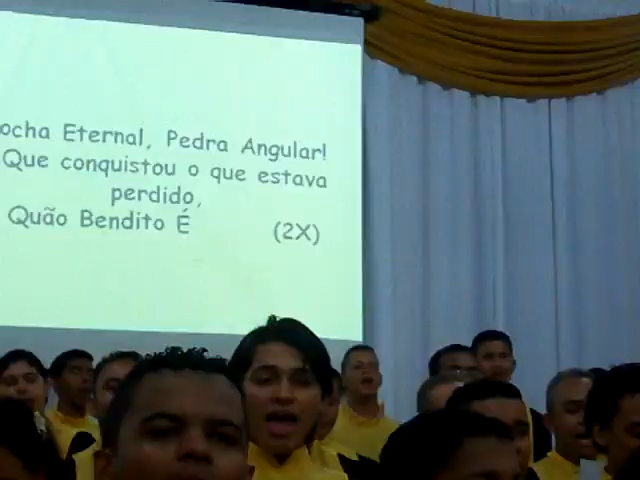 ocha Eternal, Pedra Angular!
Que conquistou o que estava
perdido,
Quão Bendito É (2X)